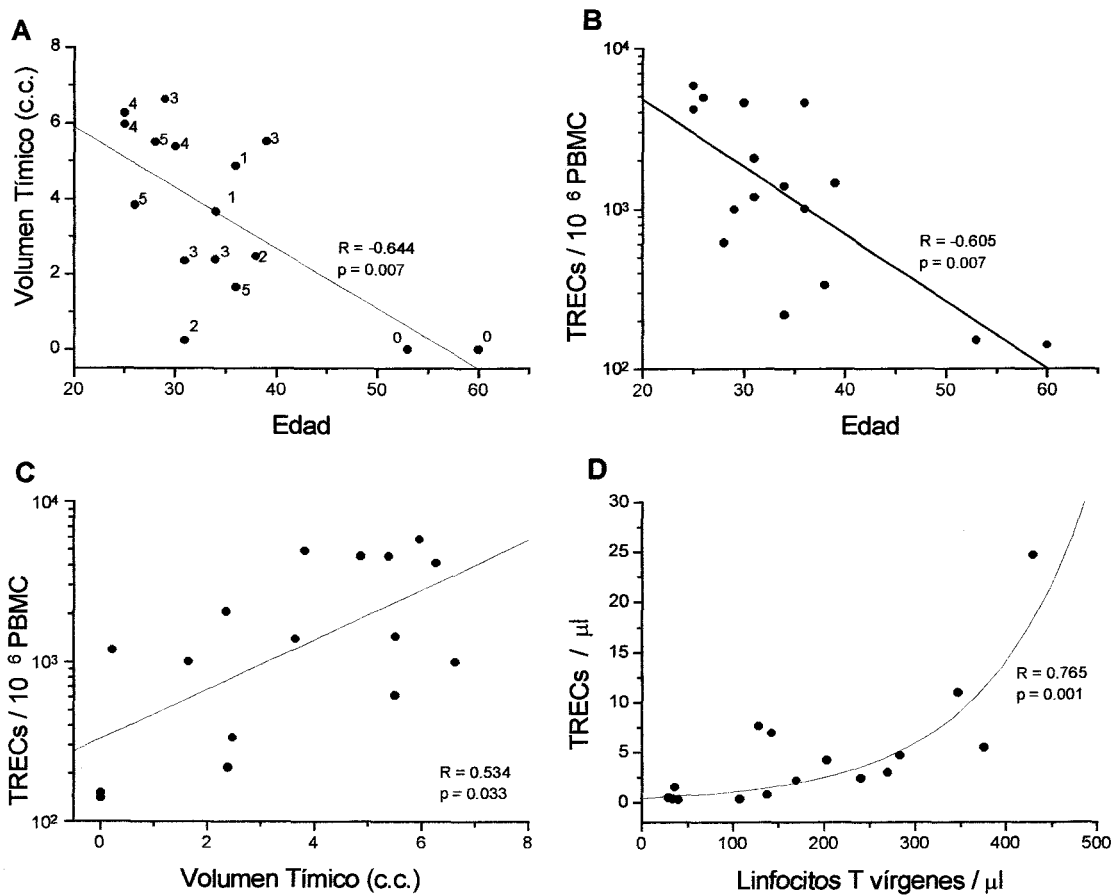 A
Volumen Tímico (c.c.)
8
6
4
2
0
4
3
4
5
4
3
1
5
1
3
3
2
5
2
0
0
R = -0.644
p = 0.007
20
40
60
Edad
B
TRECs / 10 6 PBMC
10⁴
10³
10²
R = -0.605
p = 0.007
20
30
40
50
60
Edad
C
TRECs / 10 6 PBMC
10⁴
10³
10²
R = 0.534
p = 0.033
0
2
4
6
8
Volumen Tímico (c.c.)
D
TRECs / µl
30
25
20
15
10
5
0
R = 0.765
p = 0.001
0
100
200
300
400
500
Linfocitos T vírgenes / µl